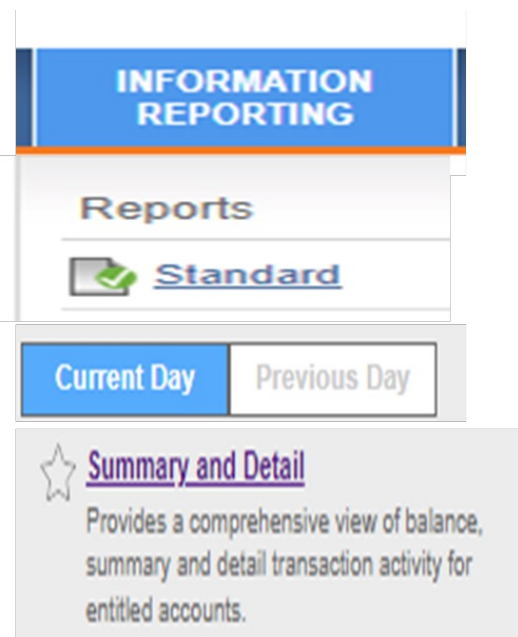 INFORMATION
REPORTING
Reports
Standard
Current Day Previous Day
Summary and Detail
Provides a comprehensive view of balance,
summary and detail transaction activity for
entitled accounts.